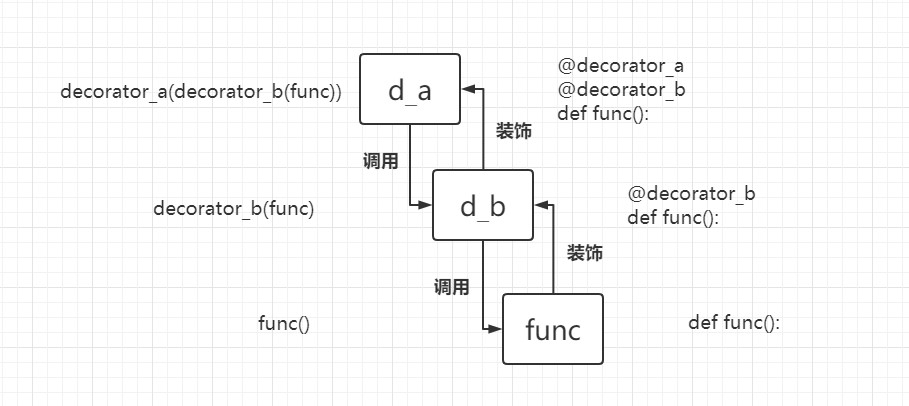 decorator_a(decorator_b(func))
d_a
@decorator_a
@decorator_b
def func():
装饰
调用
decorator_b(func)
d_b
@decorator_b
def func():
装饰
调用
func()
func
def func():